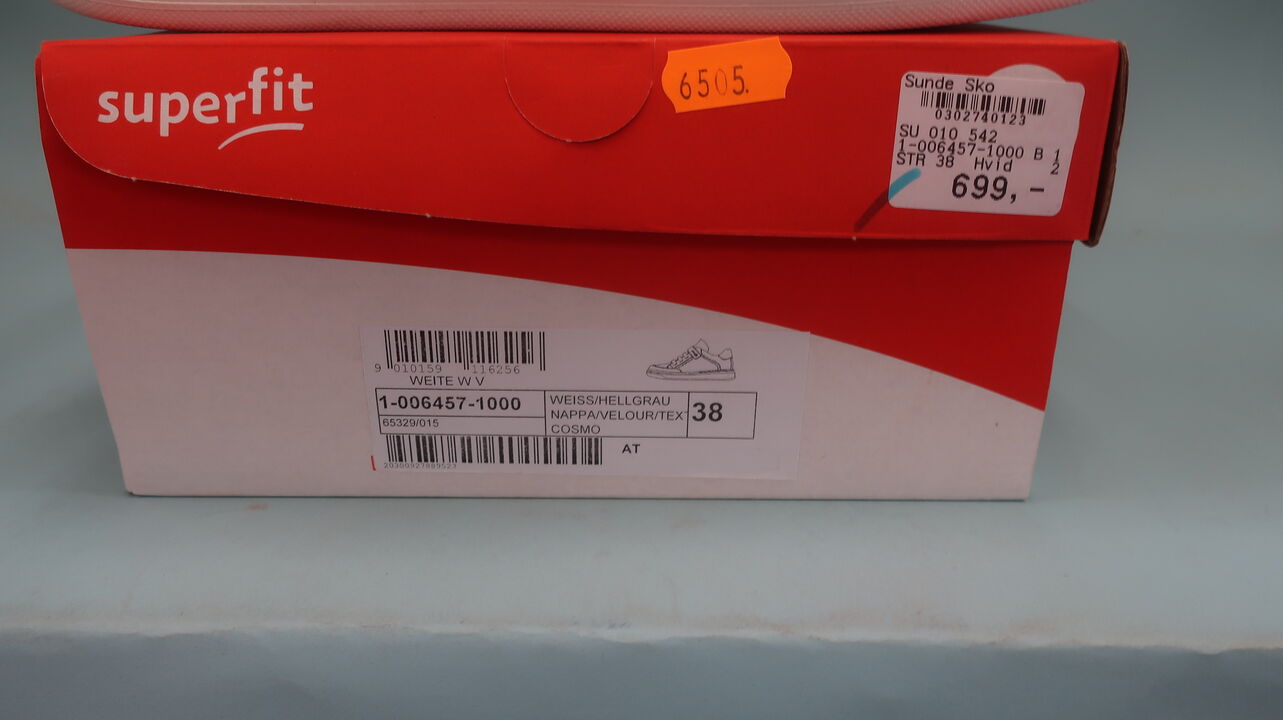 superfit
6505.
Sunde Sko
0302740123
SU 010 542
1-006457-1000 B 1
2
STR 38 Hvid
699,-
9 010159 116256
WEITE W V
1-006457-1000
65329/015
WEISS/HELLGRAU
NAPPA/VELOUR/TEX
COSMO
38
AT